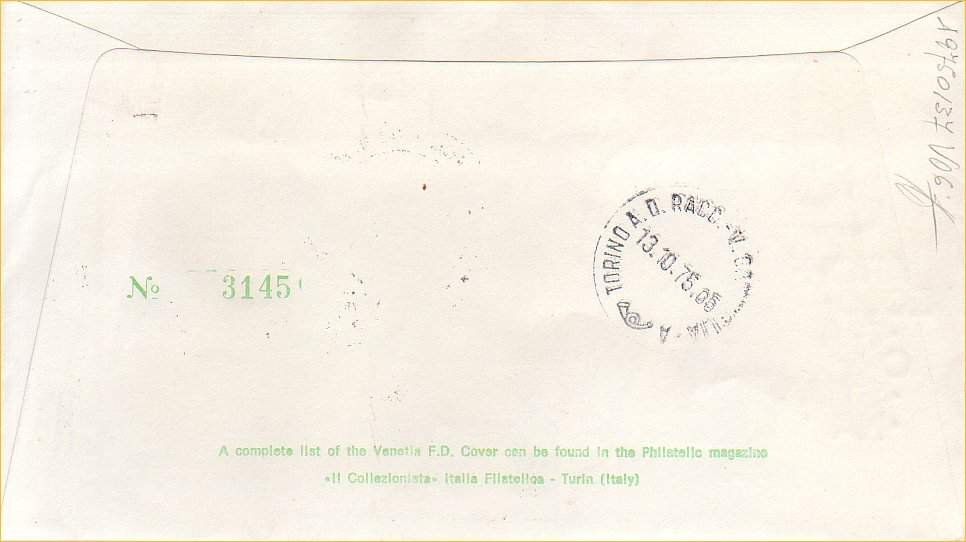 TORINO A.D. RACC.-V.
13.10.75.05
A
No 3145
A complete list of the Venetia F.D. Cover can be found in the Philatelic magazine
«Il Collezionista» Italia Filatelica - Turin (Italy)